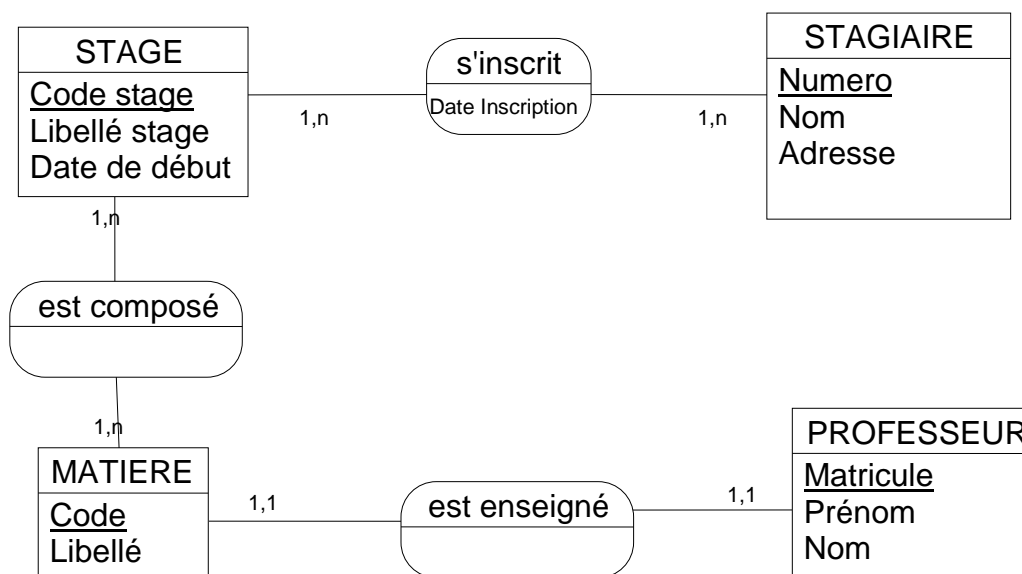 STAGE
Code stage
Libellé stage
Date de début
1,n
s'inscrit
Date Inscription
1,n
STAGIAIRE
Numero
Nom
Adresse
1,n
est composé
1,n
MATIERE
Code
Libellé
1,1
est enseigné
1,1
PROFESSEUR
Matricule
Prénom
Nom